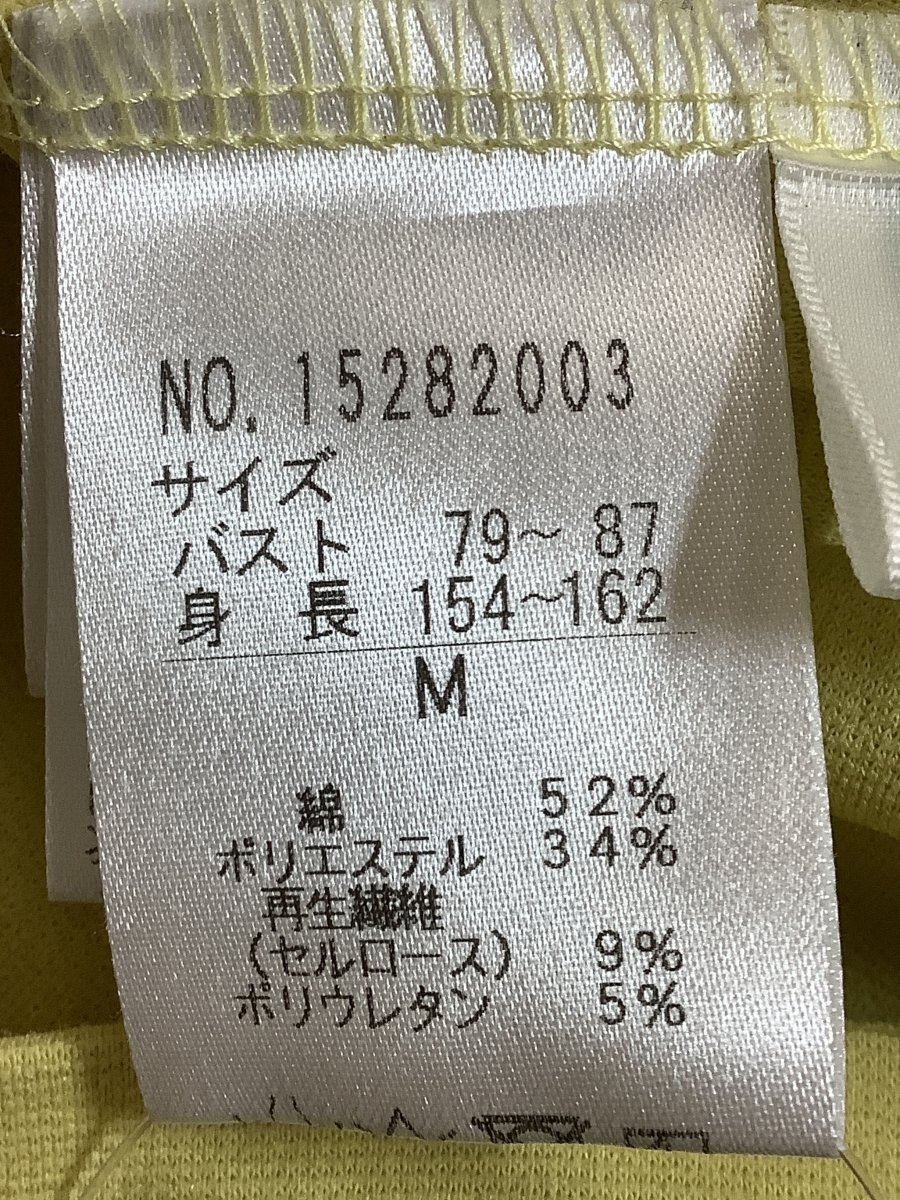 NO. 15282003
サイズ
バスト 79～ 87
身 長 154～162
M
綿 52%
ポリエステル 34%
再生繊維
(セルロース) 9%
ポリウレタン 5%